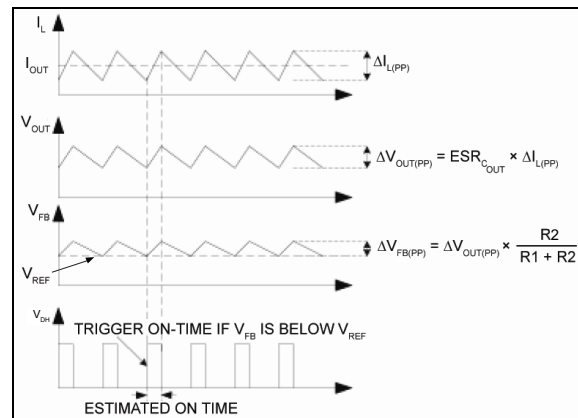 I_L
I_OUT
ΔI_L(PP)
V_OUT
ΔV_OUT(PP) = ESR_C_OUT × ΔI_L(PP)
V_FB
V_REF
ΔV_FB(PP) = ΔV_OUT(PP) × R2 / R1 + R2
V_DH
TRIGGER ON-TIME IF V_FB IS BELOW V_REF
ESTIMATED ON TIME